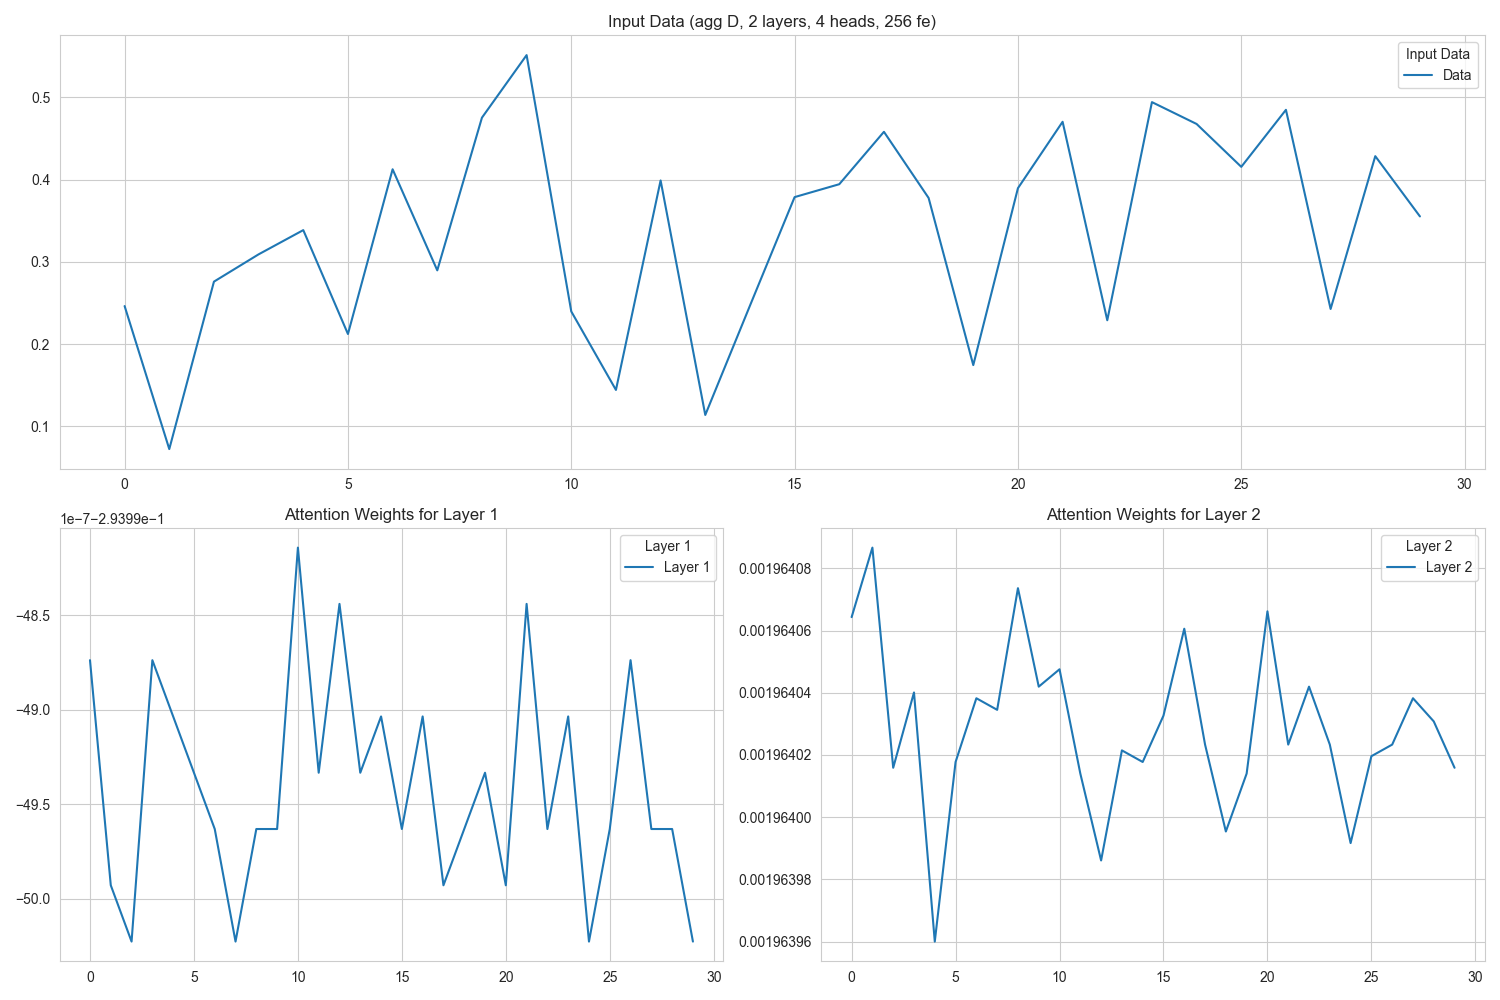 Input Data (agg D, 2 layers, 4 heads, 256 fe)
Input Data
Data
0.5
0.4
0.3
0.2
0.1
0 5 10 15 20 25 30
1e−7−2.9399e−1
Attention Weights for Layer 1
Layer 1
Layer 1
−48.5
−49.0
−49.5
−50.0
0 5 10 15 20 25 30
Attention Weights for Layer 2
Layer 2
Layer 2
0.00196408
0.00196406
0.00196404
0.00196402
0.00196400
0.00196398
0.00196396
0 5 10 15 20 25 30